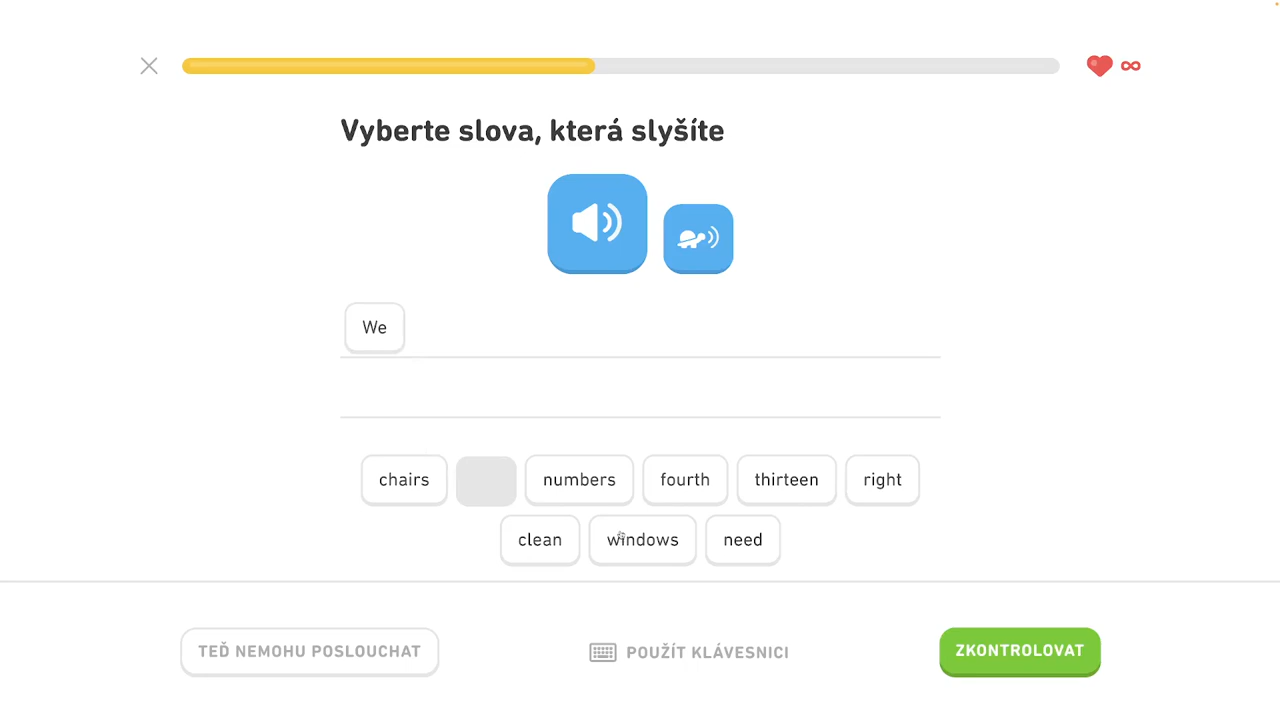 Vyberte slova, která slyšíte
We
chairs numbers fourth thirteen right
clean windows need
TEĎ NEMOHU POSLOUCHAT POUŽÍT KLÁVESNICI ZKONTROLOVAT